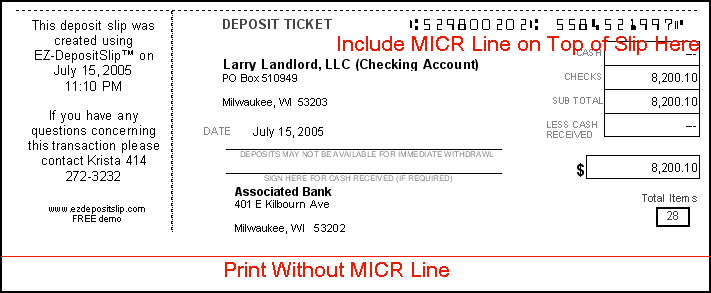 This deposit slip was
created using
EZ-DepositSlip™ on
July 15, 2005
11:10 PM
If you have any
questions concerning
this transaction please
contact Krista 414
272-3232
www.ezdepositslip.com
FREE demo
DEPOSIT TICKET
⑆529800202⑆ 5584521997⑈
Include MICR Line on Top of Slip Here
Larry Landlord, LLC (Checking Account)
PO Box 510949
Milwaukee, WI 53203
DATE July 15, 2005
CASH ---
CHECKS 8,200.10
SUB TOTAL 8,200.10
LESS CASH
RECEIVED ---
DEPOSITS MAY NOT BE AVAILABLE FOR IMMEDIATE WITHDRAWL
$ 8,200.10
SIGN HERE FOR CASH RECEIVED (IF REQUIRED)
Associated Bank
401 E Kilbourn Ave
Milwaukee, WI 53202
Total Items
28
Print Without MICR Line